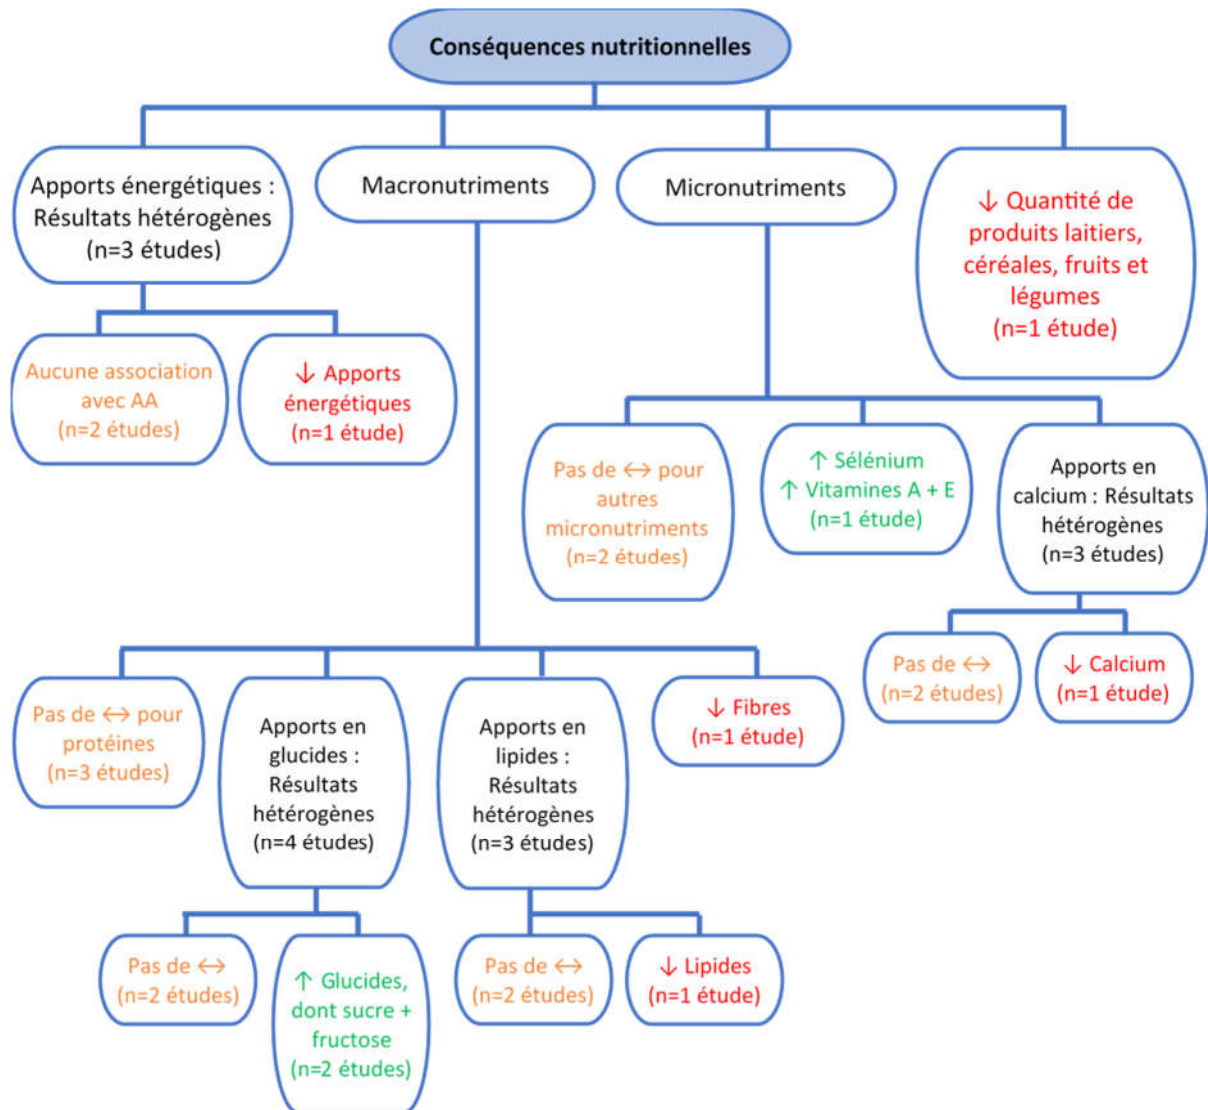 Conséquences nutritionnelles
Apports énergétiques :
Résultats hétérogènes
(n=3 études)
Macronutriments
Micronutriments
↓ Quantité de
produits laitiers,
céréales, fruits et
légumes
(n=1 étude)
Aucune association
avec AA
(n=2 études)
↓ Apports
énergétiques
(n=1 étude)
Pas de ↔ pour
autres
micronutriments
(n=2 études)
↑ Sélénium
↑ Vitamines A + E
(n=1 étude)
Apports en
calcium : Résultats
hétérogènes
(n=3 études)
Pas de ↔
(n=2 études)
↓ Calcium
(n=1 étude)
Pas de ↔ pour
protéines
(n=3 études)
Apports en
glucides :
Résultats
hétérogènes
(n=4 études)
Apports en
lipides :
Résultats
hétérogènes
(n=3 études)
↓ Fibres
(n=1 étude)
Pas de ↔
(n=2 études)
↑ Glucides,
dont sucre +
fructose
(n=2 études)
Pas de ↔
(n=2 études)
↓ Lipides
(n=1 étude)